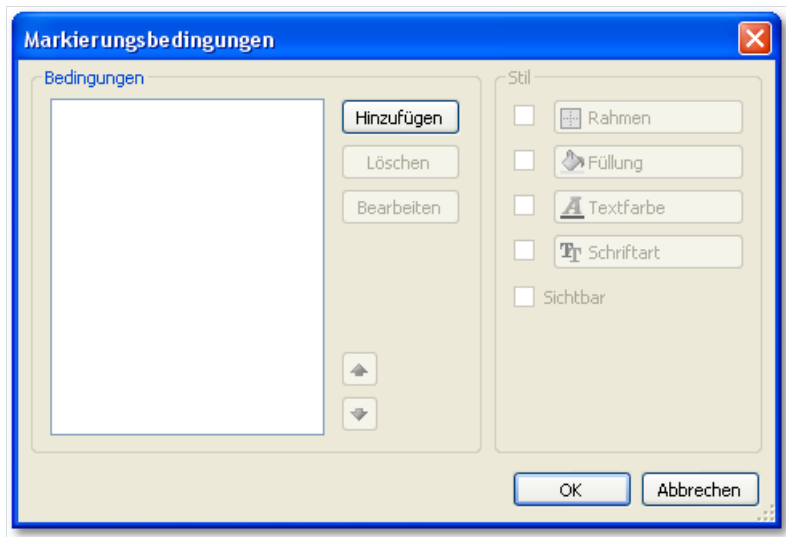 Markierungsbedingungen
Bedingungen
Hinzufügen
Löschen
Bearbeiten
Stil
Rahmen
Füllung
Textfarbe
Schriftart
Sichtbar
OK
Abbrechen